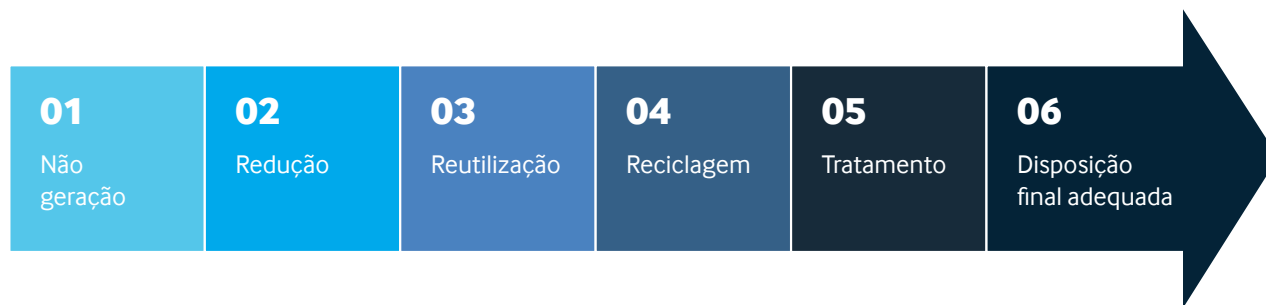 01
Não
geração
02
Redução
03
Reutilização
04
Reciclagem
05
Tratamento
06
Disposição
final adequada